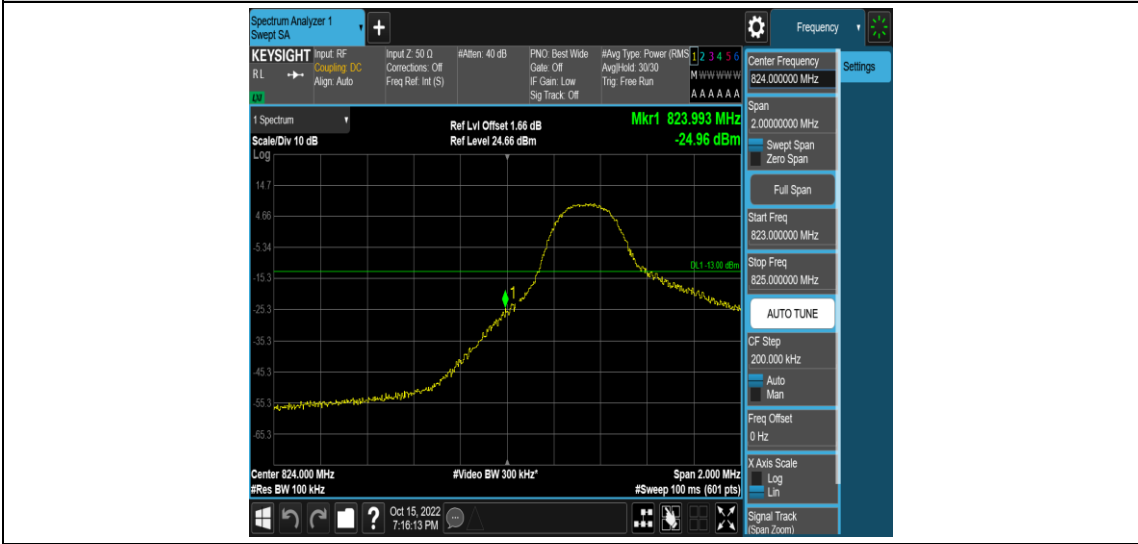 Spectrum Analyzer 1
Swept SA
+
Frequency
KEYSIGHT
RL
Input: RF
Coupling: DC
Align: Auto
Input Z: 50 Ω
Corrections: Off
Freq Ref: Int (S)
#Atten: 40 dB
PNO: Best Wide
Gate: Off
IF Gain: Low
Sig Track: Off
#Avg Type: Power (RMS
Avg|Hold: 30/30
Trig: Free Run
1 2 3 4 5 6
M W W W W W
A A A A A A
1 Spectrum
Scale/Div 10 dB
Log
Ref Lvl Offset 1.66 dB
Ref Level 24.66 dBm
Mkr1 823.993 MHz
-24.96 dBm
14.7
4.66
-5.34
-15.3
-25.3
-35.3
-45.3
-55.3
-65.3
DL1 -13.00 dBm
1
Center 824.000 MHz
#Res BW 100 kHz
#Video BW 300 kHz*
Span 2.000 MHz
#Sweep 100 ms (601 pts)
Oct 15, 2022
7:16:13 PM
?
Center Frequency
824.000000 MHz
Span
2.00000000 MHz
Swept Span
Zero Span
Full Span
Start Freq
823.000000 MHz
Stop Freq
825.000000 MHz
AUTO TUNE
CF Step
200.000 kHz
Auto
Man
Freq Offset
0 Hz
X Axis Scale
Log
Lin
Signal Track
(Span Zoom)
Settings